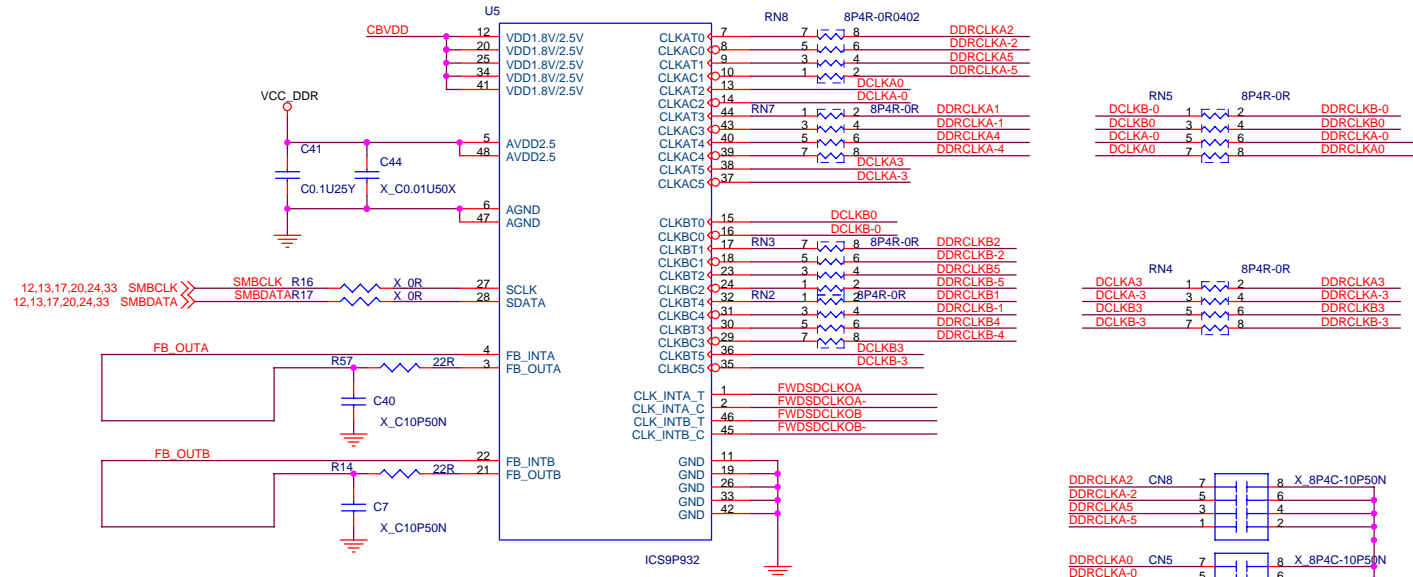 U5
CBVDD 12 VDD1.8V/2.5V
20 VDD1.8V/2.5V
25 VDD1.8V/2.5V
34 VDD1.8V/2.5V
41 VDD1.8V/2.5V
VCC_DDR
5 AVDD2.5
48 AVDD2.5
C41 C44
C0.1U25Y X_C0.01U50X
6 AGND
47 AGND
12,13,17,20,24,33 SMBCLK SMBCLK R16 X_0R 27 SCLK
12,13,17,20,24,33 SMBDATA SMBDATA R17 X_0R 28 SDATA
FB_OUTA 4 FB_INTA
R57 22R 3 FB_OUTA
C40
X_C10P50N
FB_OUTB 22 FB_INTB
R14 22R 21 FB_OUTB
C7
X_C10P50N
ICS9P932
RN8 8P4R-0R0402
CLKAT0 7 7 8 DDRCLKA2
CLKAC0 8 5 6 DDRCLKA-2
CLKAT1 9 3 4 DDRCLKA5
CLKAC1 10 1 2 DDRCLKA-5
CLKAT2 13 DCLKA0
CLKAC2 14 DCLKA-0
RN7 8P4R-0R
CLKAT3 44 1 2 DDRCLKA1
CLKAC3 43 3 4 DDRCLKA-1
CLKAT4 40 5 6 DDRCLKA4
CLKAC4 39 7 8 DDRCLKA-4
CLKAT5 38 DCLKA3
CLKAC5 37 DCLKA-3
CLKBT0 15 DCLKB0
CLKBC0 16 DCLKB-0
RN3 8P4R-0R
CLKBT1 17 7 8 DDRCLKB2
CLKBC1 18 5 6 DDRCLKB-2
CLKBT2 23 3 4 DDRCLKB5
CLKBC2 24 1 2 DDRCLKB-5
RN2 8P4R-0R
CLKBT4 32 1 2 DDRCLKB1
CLKBC4 31 3 4 DDRCLKB-1
CLKBT3 30 5 6 DDRCLKB4
CLKBC3 29 7 8 DDRCLKB-4
CLKBT5 36 DCLKB3
CLKBC5 35 DCLKB-3
CLK_INTA_T 1 FWDSDCLKOA
CLK_INTA_C 2 FWDSDCLKOA-
CLK_INTB_T 46 FWDSDCLKOB
CLK_INTB_C 45 FWDSDCLKOB-
GND 11
GND 19
GND 26
GND 33
GND 42
RN5 8P4R-0R
DCLKB-0 1 2 DDRCLKB-0
DCLKB0 3 4 DDRCLKB0
DCLKA-0 5 6 DDRCLKA-0
DCLKA0 7 8 DDRCLKA0
RN4 8P4R-0R
DCLKA3 1 2 DDRCLKA3
DCLKA-3 3 4 DDRCLKA-3
DCLKB3 5 6 DDRCLKB3
DCLKB-3 7 8 DDRCLKB-3
DDRCLKA2 CN8 7 8 X_8P4C-10P50N
DDRCLKA-2 5 6
DDRCLKA5 3 4
DDRCLKA-5 1 2
DDRCLKA0 CN5 7 8 X_8P4C-10P50N
DDRCLKA-0 5 6